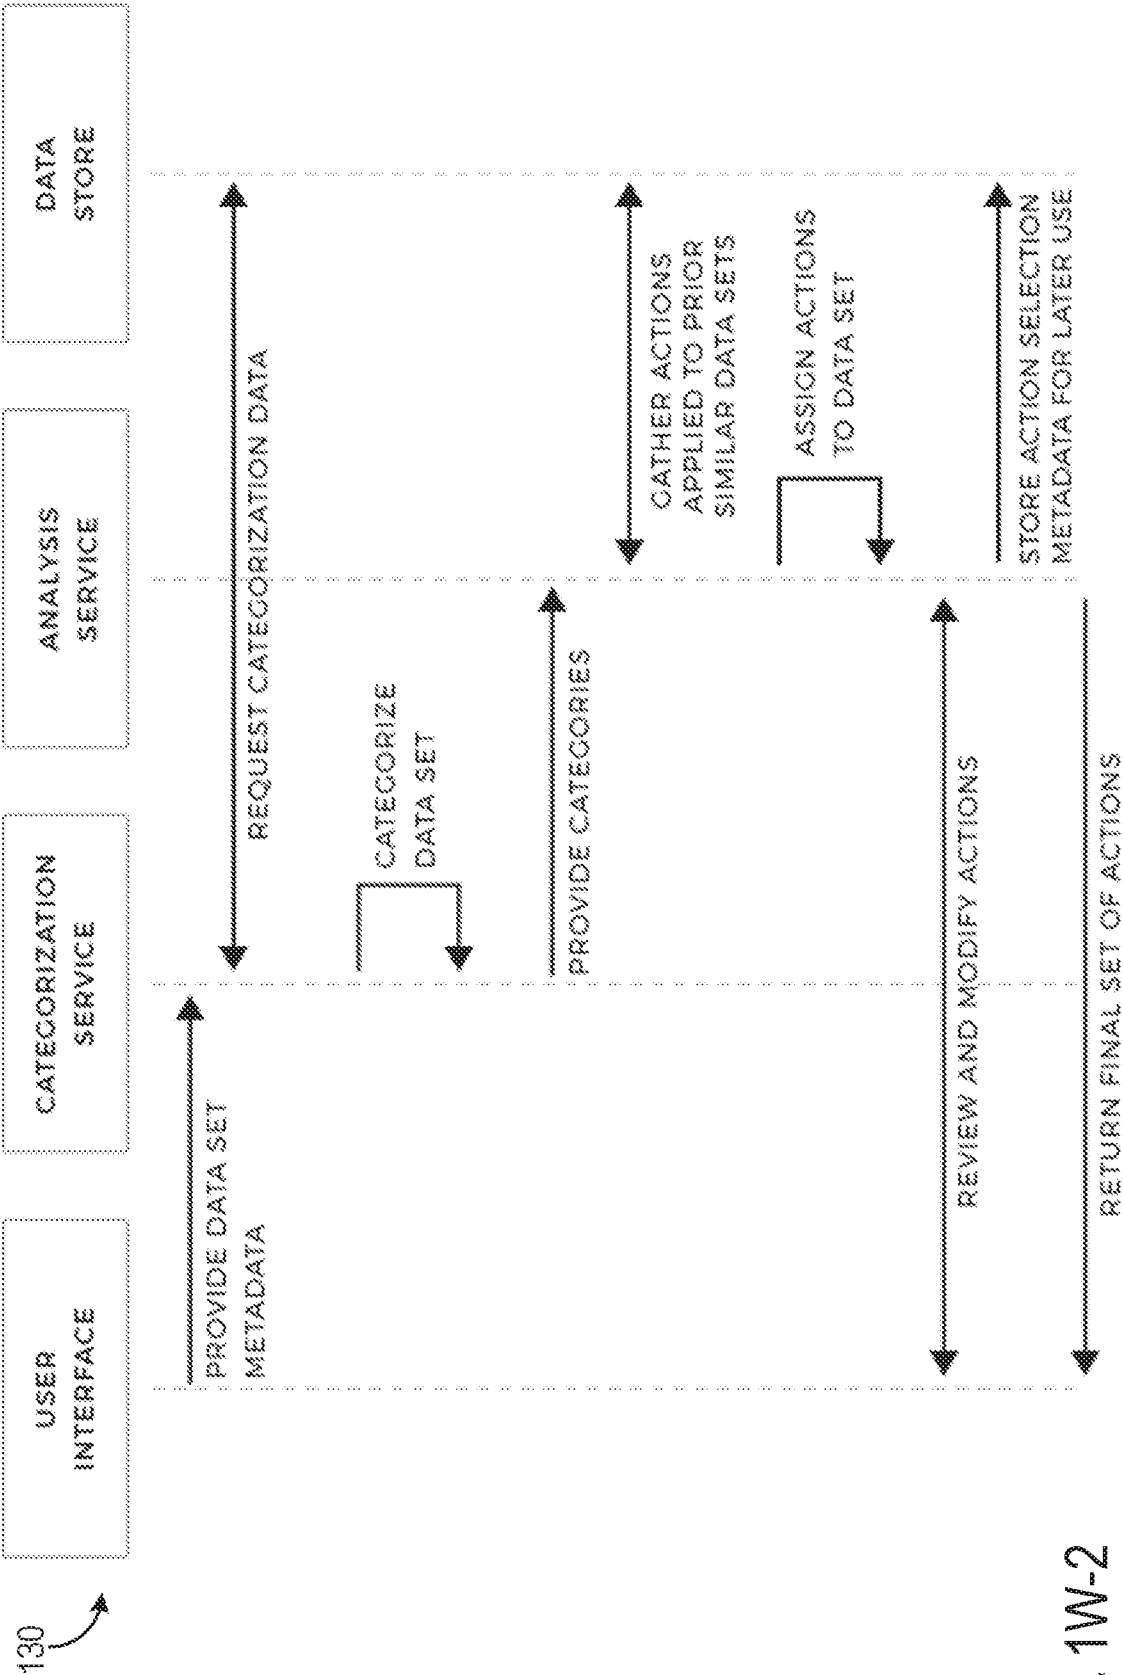 130
USER
INTERFACE
CATEGORIZATION
SERVICE
ANALYSIS
SERVICE
DATA
STORE
PROVIDE DATA SET
METADATA
REQUEST CATEGORIZATION DATA
CATEGORIZE
DATA SET
PROVIDE CATEGORIES
GATHER ACTIONS
APPLIED TO PRIOR
SIMILAR DATA SETS
ASSIGN ACTIONS
TO DATA SET
REVIEW AND MODIFY ACTIONS
STORE ACTION SELECTION
METADATA FOR LATER USE
RETURN FINAL SET OF ACTIONS
1W-2